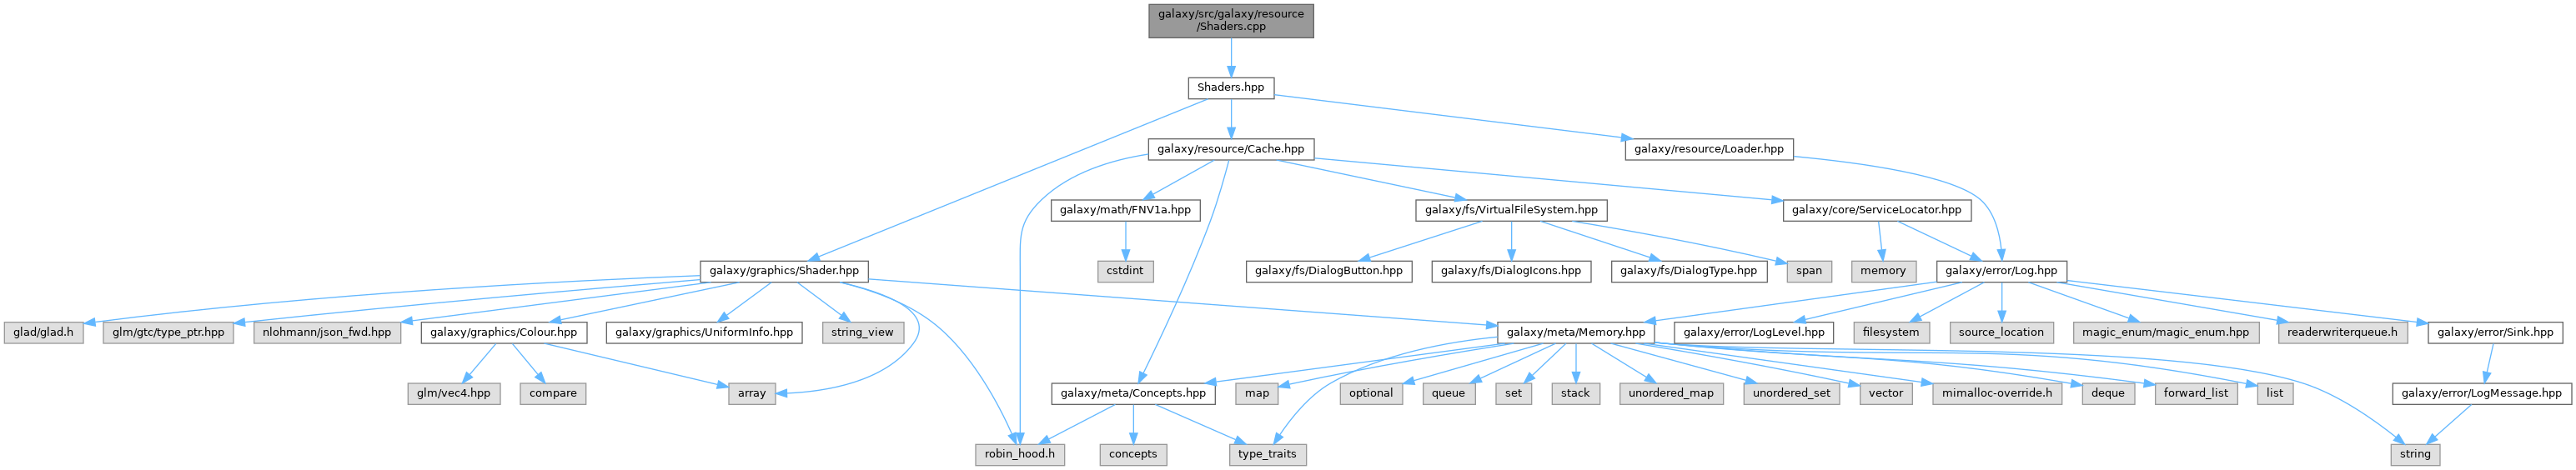 galaxy/src/galaxy/resource
/Shaders.cpp
Shaders.hpp
galaxy/resource/Cache.hpp
galaxy/resource/Loader.hpp
galaxy/math/FNV1a.hpp
galaxy/fs/VirtualFileSystem.hpp
galaxy/core/ServiceLocator.hpp
galaxy/graphics/Shader.hpp
cstdint
galaxy/fs/DialogButton.hpp
galaxy/fs/DialogIcons.hpp
galaxy/fs/DialogType.hpp
span
memory
galaxy/error/Log.hpp
glad/glad.h
glm/gtc/type_ptr.hpp
nlohmann/json_fwd.hpp
galaxy/graphics/Colour.hpp
galaxy/graphics/UniformInfo.hpp
string_view
galaxy/meta/Memory.hpp
galaxy/error/LogLevel.hpp
filesystem
source_location
magic_enum/magic_enum.hpp
readerwriterqueue.h
galaxy/error/Sink.hpp
glm/vec4.hpp
compare
array
galaxy/meta/Concepts.hpp
map
optional
queue
set
stack
unordered_map
unordered_set
vector
mimalloc-override.h
deque
forward_list
list
galaxy/error/LogMessage.hpp
robin_hood.h
concepts
type_traits
string